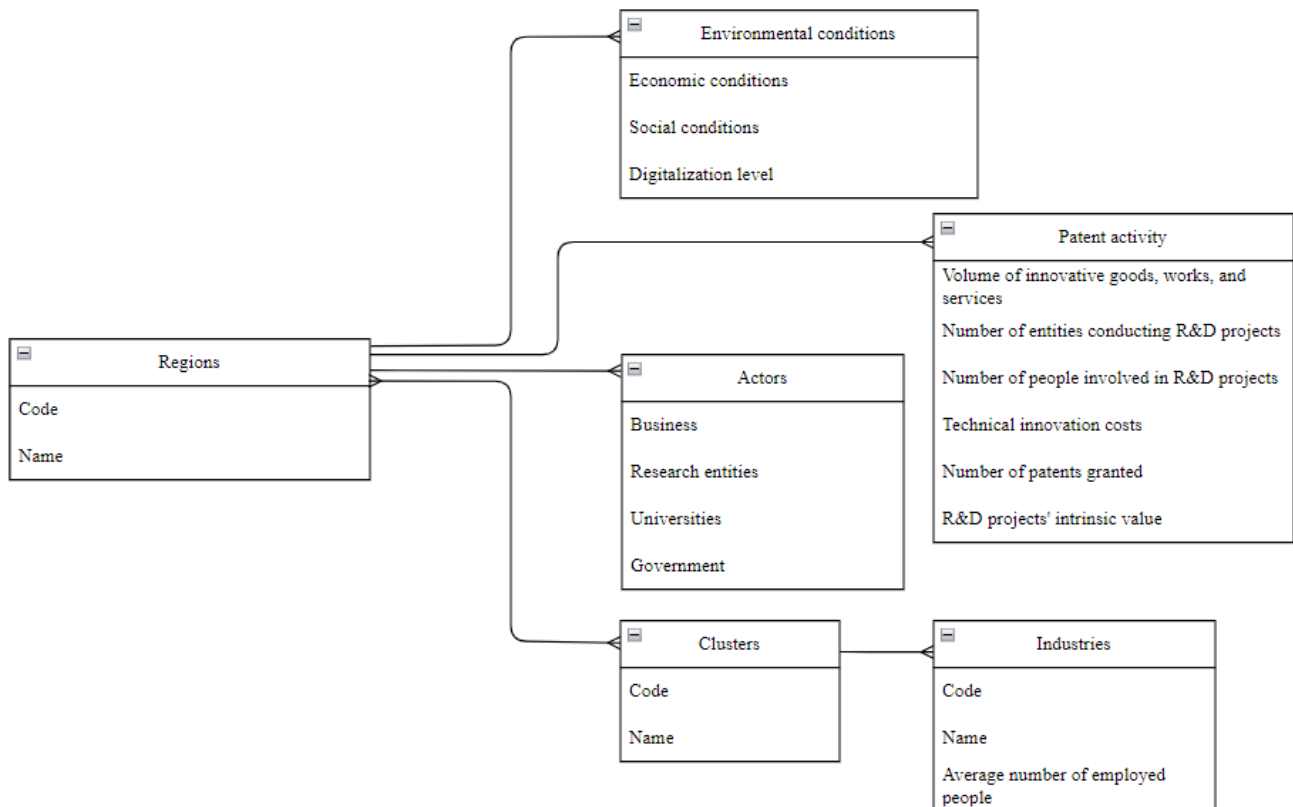 Environmental conditions
Economic conditions
Social conditions
Digitalization level
Patent activity
Volume of innovative goods, works, and
services
Number of entities conducting R&D projects
Number of people involved in R&D projects
Technical innovation costs
Number of patents granted
R&D projects' intrinsic value
Regions
Code
Name
Actors
Business
Research entities
Universities
Government
Clusters
Code
Name
Industries
Code
Name
Average number of employed
people